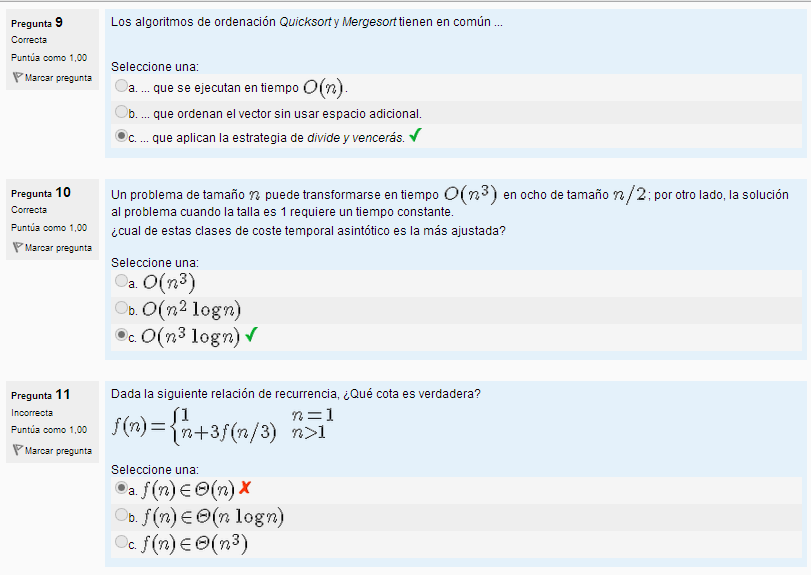 Pregunta 9
Correcta
Puntúa como 1,00
Marcar pregunta
Los algoritmos de ordenación Quicksort y Mergesort tienen en común ...
Seleccione una:
a. ... que se ejecutan en tiempo O(n).
b. ... que ordenan el vector sin usar espacio adicional.
c. ... que aplican la estrategia de divide y vencerás. ✓
Pregunta 10
Correcta
Puntúa como 1,00
Marcar pregunta
Un problema de tamaño n puede transformarse en tiempo O(n³) en ocho de tamaño n/2; por otro lado, la solución
al problema cuando la talla es 1 requiere un tiempo constante.
¿cual de estas clases de coste temporal asintótico es la más ajustada?
Seleccione una:
a. O(n³)
b. O(n² log n)
c. O(n³ log n) ✓
Pregunta 11
Incorrecta
Puntúa como 1,00
Marcar pregunta
Dada la siguiente relación de recurrencia, ¿Qué cota es verdadera?
f(n) = { 1 n=1
n+3f(n/3) n>1
Seleccione una:
a. f(n) ∈ Θ(n) ✗
b. f(n) ∈ Θ(n log n)
c. f(n) ∈ Θ(n³)